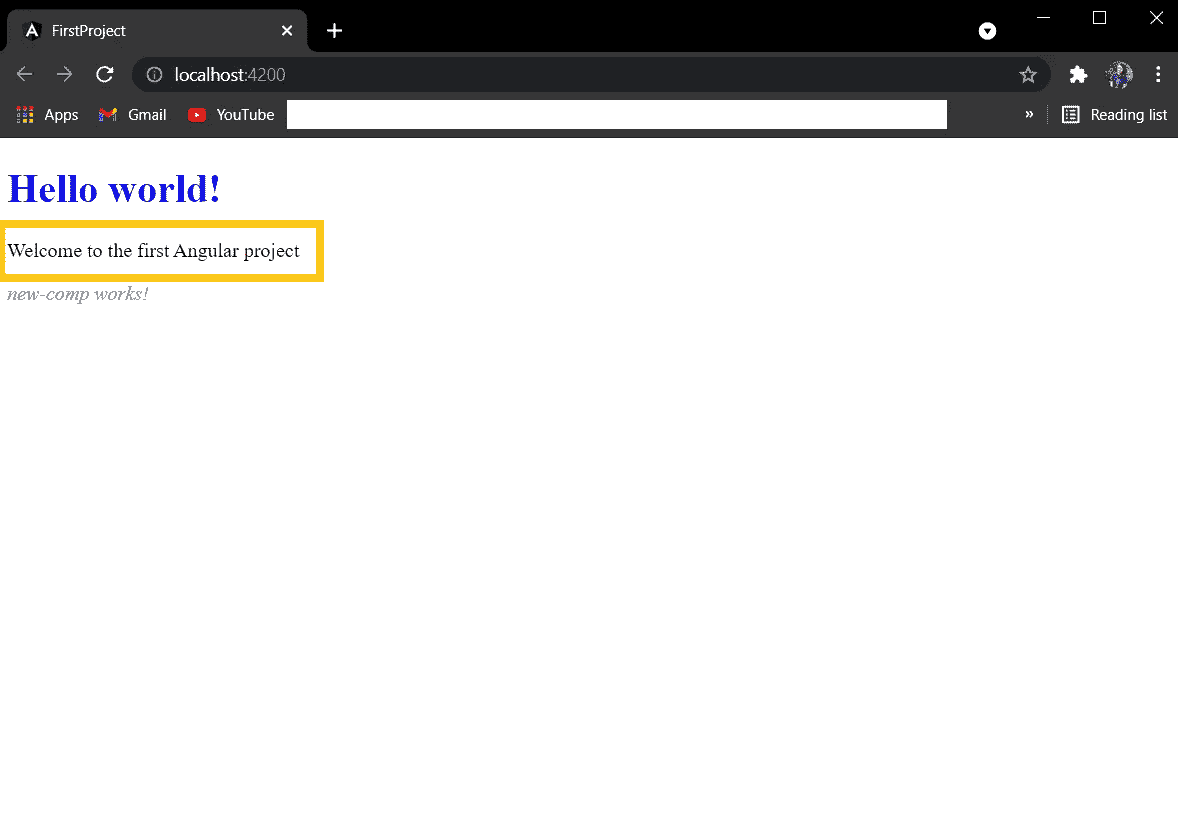 FirstProject
localhost:4200
Apps Gmail YouTube » Reading list
Hello world!
Welcome to the first Angular project
new-comp works!